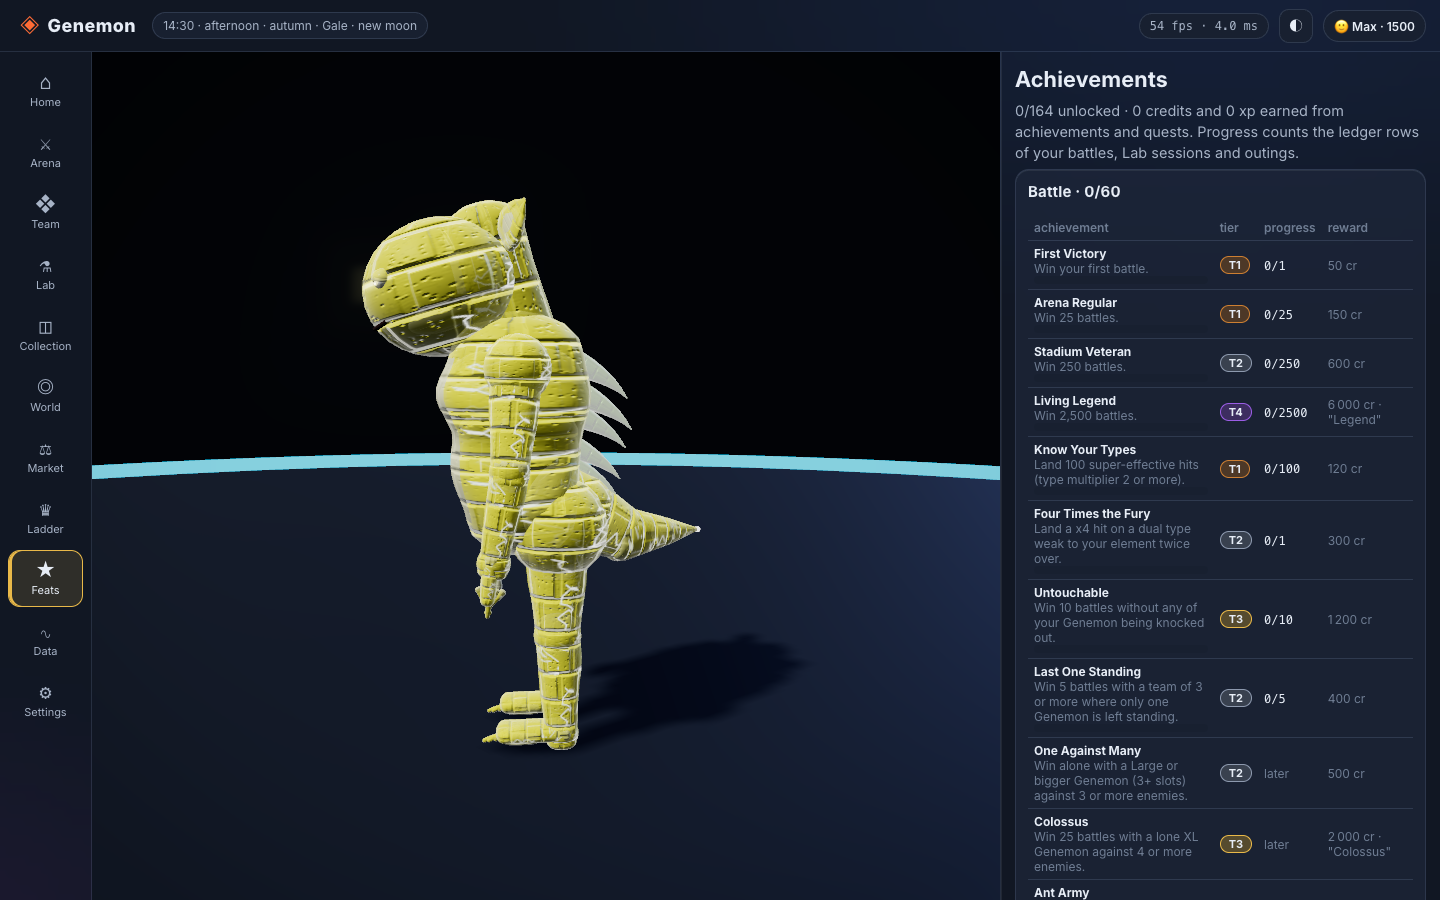 Genemon
14:30 · afternoon · autumn · Gale · new moon
54 fps · 4.0 ms
Max · 1500
Home
Arena
Team
Lab
Collection
World
Market
Ladder
Feats
Data
Settings
Achievements
0/164 unlocked · 0 credits and 0 xp earned from
achievements and quests. Progress counts the ledger rows
of your battles, Lab sessions and outings.
Battle · 0/60
achievement tier progress reward
First Victory
Win your first battle.
T1 0/1 50 cr
Arena Regular
Win 25 battles.
T1 0/25 150 cr
Stadium Veteran
Win 250 battles.
T2 0/250 600 cr
Living Legend
Win 2,500 battles.
T4 0/2500 6 000 cr ·
"Legend"
Know Your Types
Land 100 super-effective hits
(type multiplier 2 or more).
T1 0/100 120 cr
Four Times the Fury
Land a x4 hit on a dual type
weak to your element twice
over.
T2 0/1 300 cr
Untouchable
Win 10 battles without any of
your Genemon being knocked
out.
T3 0/10 1 200 cr
Last One Standing
Win 5 battles with a team of 3
or more where only one
Genemon is left standing.
T2 0/5 400 cr
One Against Many
Win alone with a Large or
bigger Genemon (3+ slots)
against 3 or more enemies.
T2 later 500 cr
Colossus
Win 25 battles with a lone XL
Genemon against 4 or more
enemies.
T3 later 2 000 cr ·
"Colossus"
Ant Army